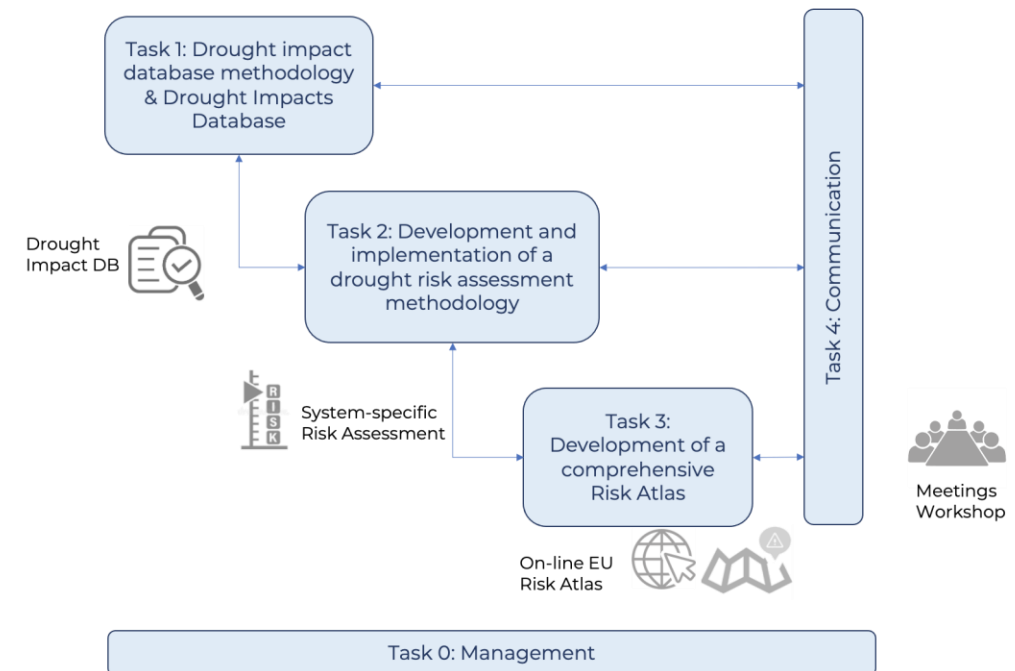 Task 1: Drought impact
database methodology
& Drought Impacts
Database
Drought
Impact DB
Task 2: Development and
implementation of a
drought risk assessment
methodology
Task 4: Communication
RISK
System-specific
Risk Assessment
Task 3:
Development of a
comprehensive
Risk Atlas
Meetings
Workshop
On-line EU
Risk Atlas
Task 0: Management